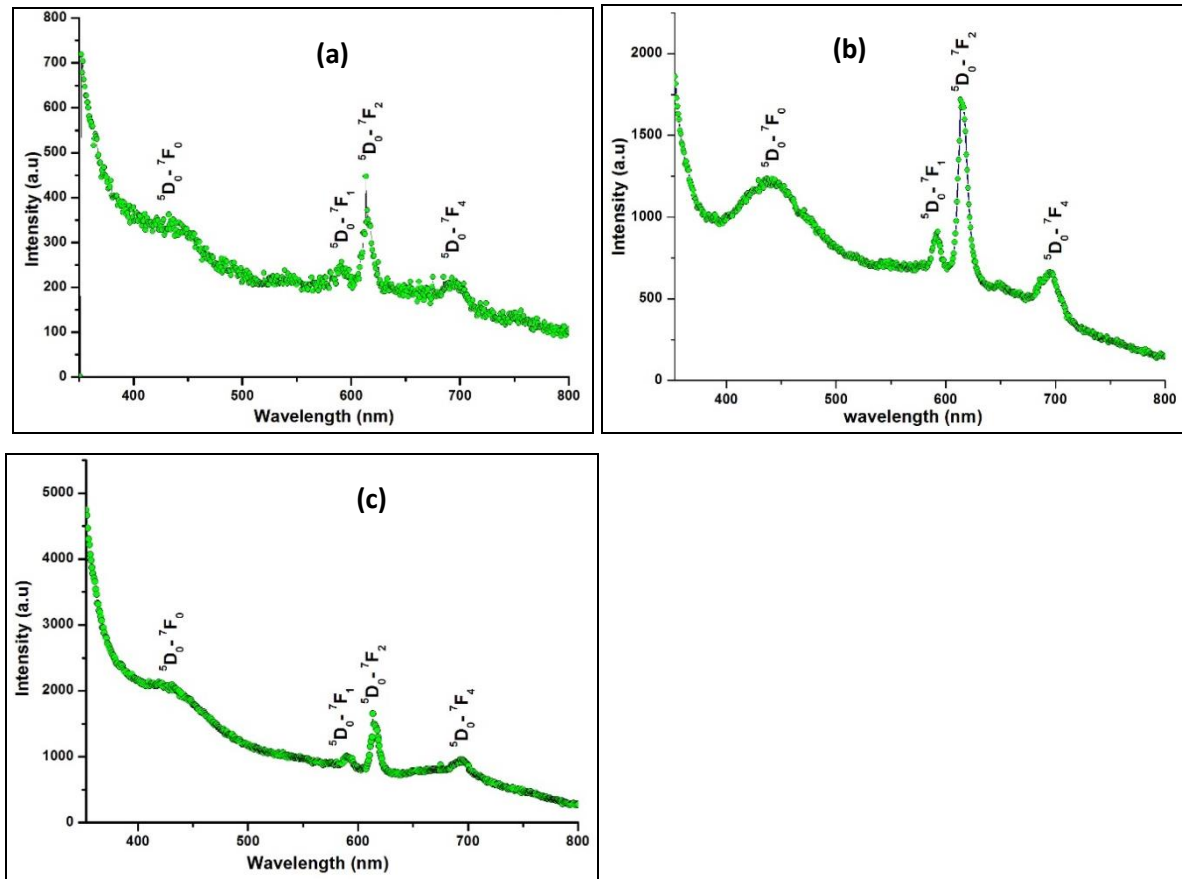 (a)
800
700
600
500
400
300
200
100
0
Intensity (a.u)
⁵D₀- ⁷F₀
⁵D₀- ⁷F₁
⁵D₀- ⁷F₂
⁵D₀- ⁷F₄
400 500 600 700 800
Wavelength (nm)
(b)
2000
1500
1000
500
0
Intensity (a.u)
⁵D₀- ⁷F₀
⁵D₀- ⁷F₁
⁵D₀- ⁷F₂
⁵D₀- ⁷F₄
400 500 600 700 800
wavelength (nm)
(c)
5000
4000
3000
2000
1000
0
Intensity (a.u)
⁵D₀- ⁷F₀
⁵D₀- ⁷F₁
⁵D₀- ⁷F₂
⁵D₀- ⁷F₄
400 500 600 700 800
Wavelength (nm)